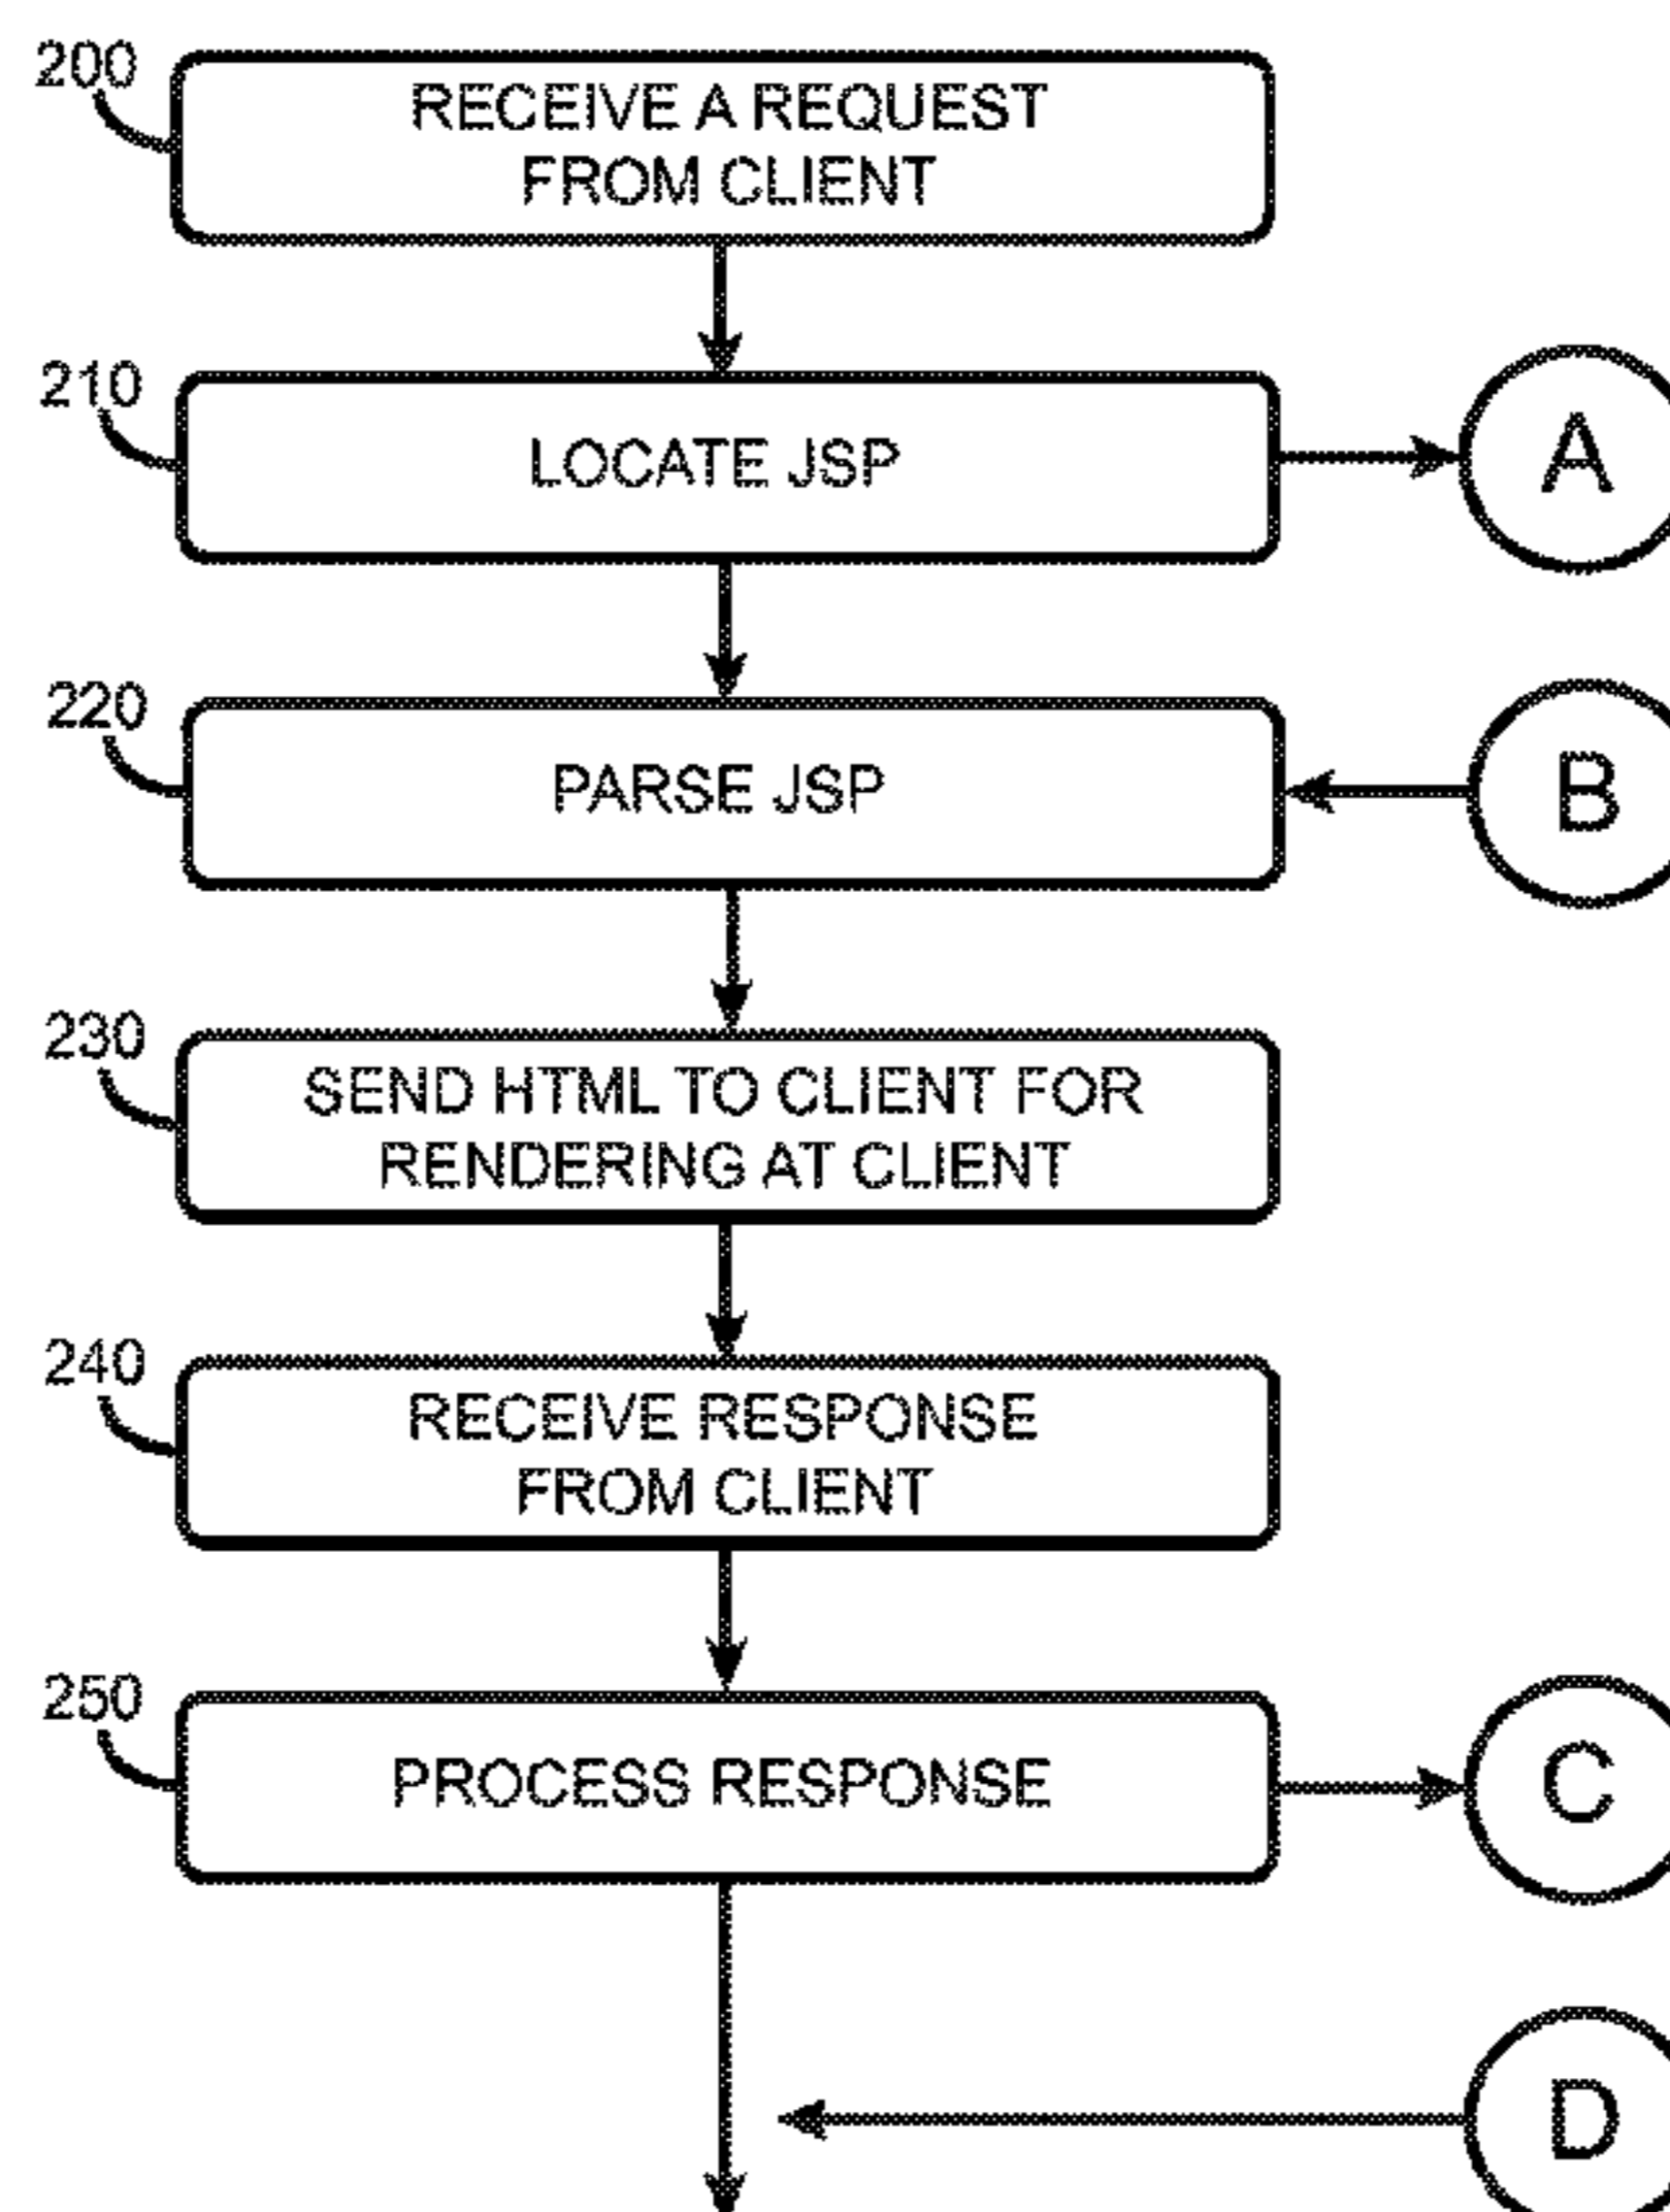 200
RECEIVE A REQUEST
FROM CLIENT
210
LOCATE JSP
A
220
PARSE JSP
B
230
SEND HTML TO CLIENT FOR
RENDERING AT CLIENT
240
RECEIVE RESPONSE
FROM CLIENT
250
PROCESS RESPONSE
C
D